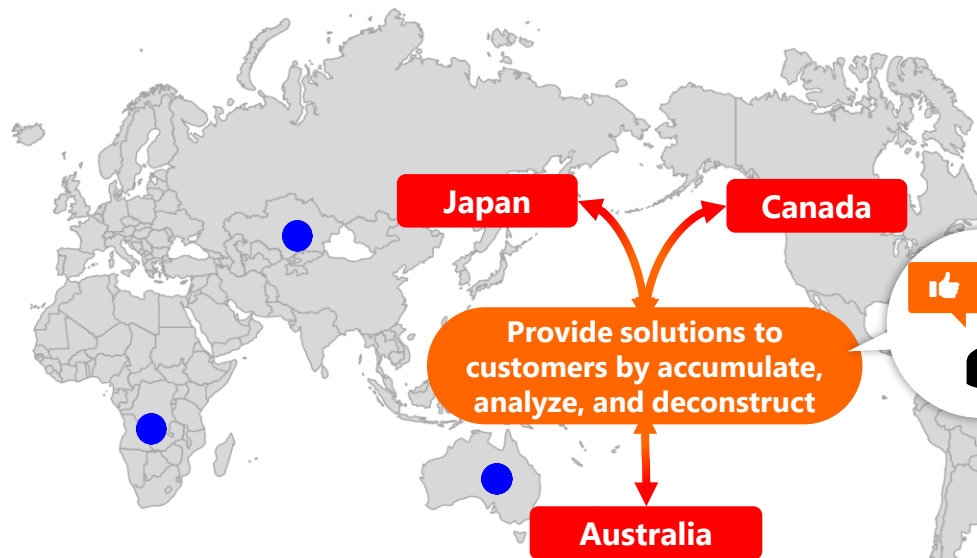 Japan
Canada
Provide solutions to
customers by accumulate,
analyze, and deconstruct
Australia